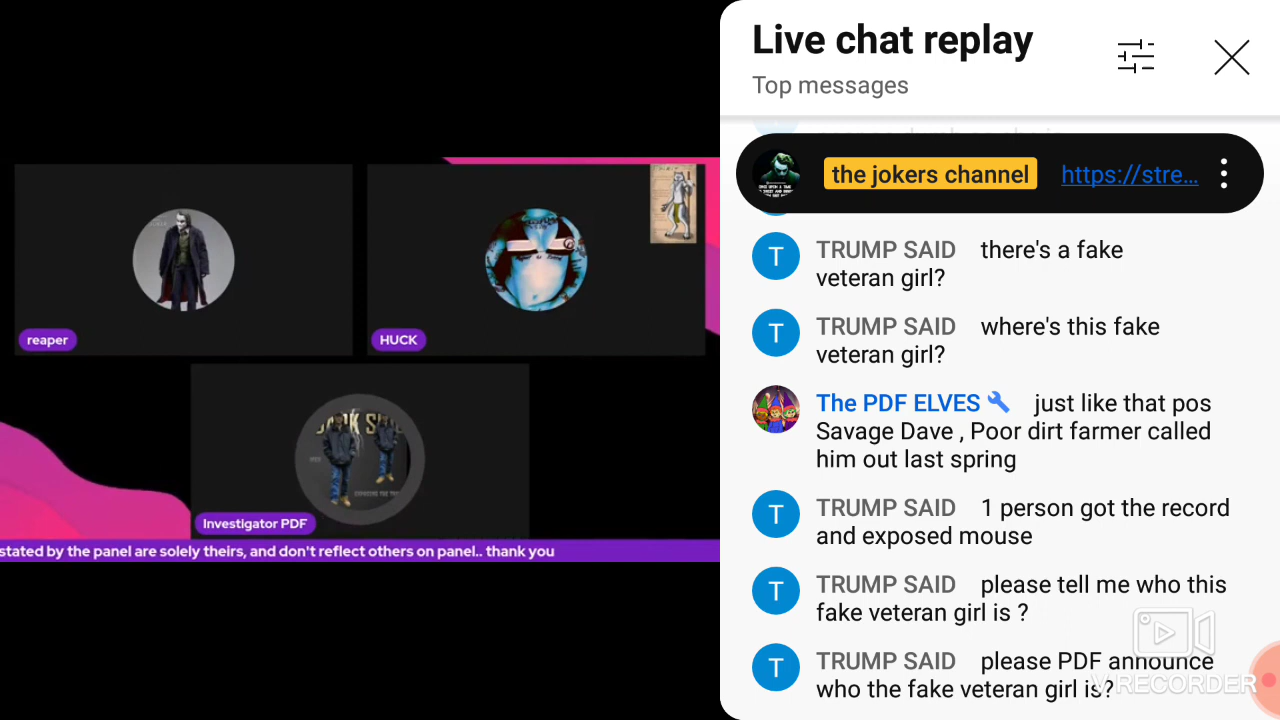 Live chat replay
Top messages
the jokers channel https://stre...
TRUMP SAID there's a fake
veteran girl?
TRUMP SAID where's this fake
veteran girl?
The PDF ELVES just like that pos
Savage Dave , Poor dirt farmer called
him out last spring
TRUMP SAID 1 person got the record
and exposed mouse
TRUMP SAID please tell me who this
fake veteran girl is ?
TRUMP SAID please PDF announce
who the fake veteran girl is?
reaper
HUCK
Investigator PDF
stated by the panel are solely theirs, and don't reflect others on panel.. thank you
V RECORDER